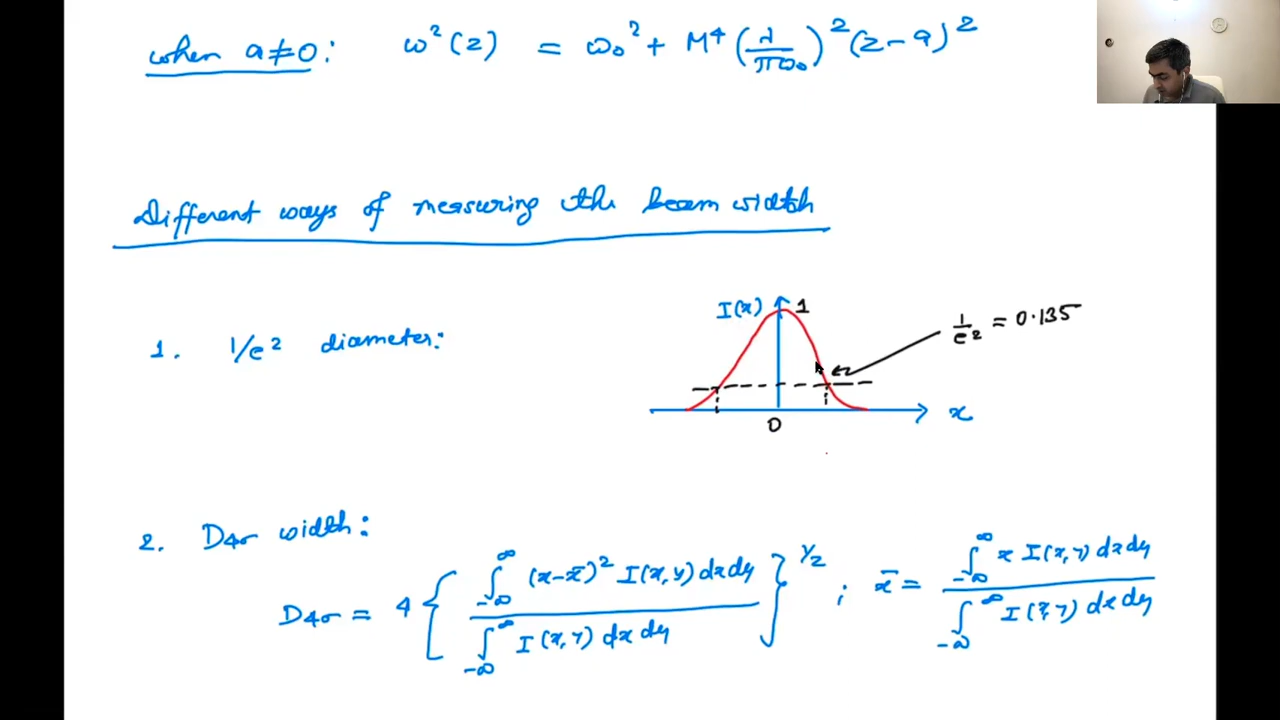 when a≠0: ω²(z) = ω₀² + M⁴(λ/πω₀)²(z-a)²
Different ways of measuring the beam width
1. 1/e² diameter:
I(x) 1
1/e² = 0.135
x
0
2. D4σ width:
D4σ = 4 { ∫_{-∞}^{∞} (x-x̄)² I(x,y) dx dy / ∫_{-∞}^{∞} I(x,y) dx dy }^{1/2} ; x̄ = ∫_{-∞}^{∞} x I(x,y) dx dy / ∫_{-∞}^{∞} I(x,y) dx dy